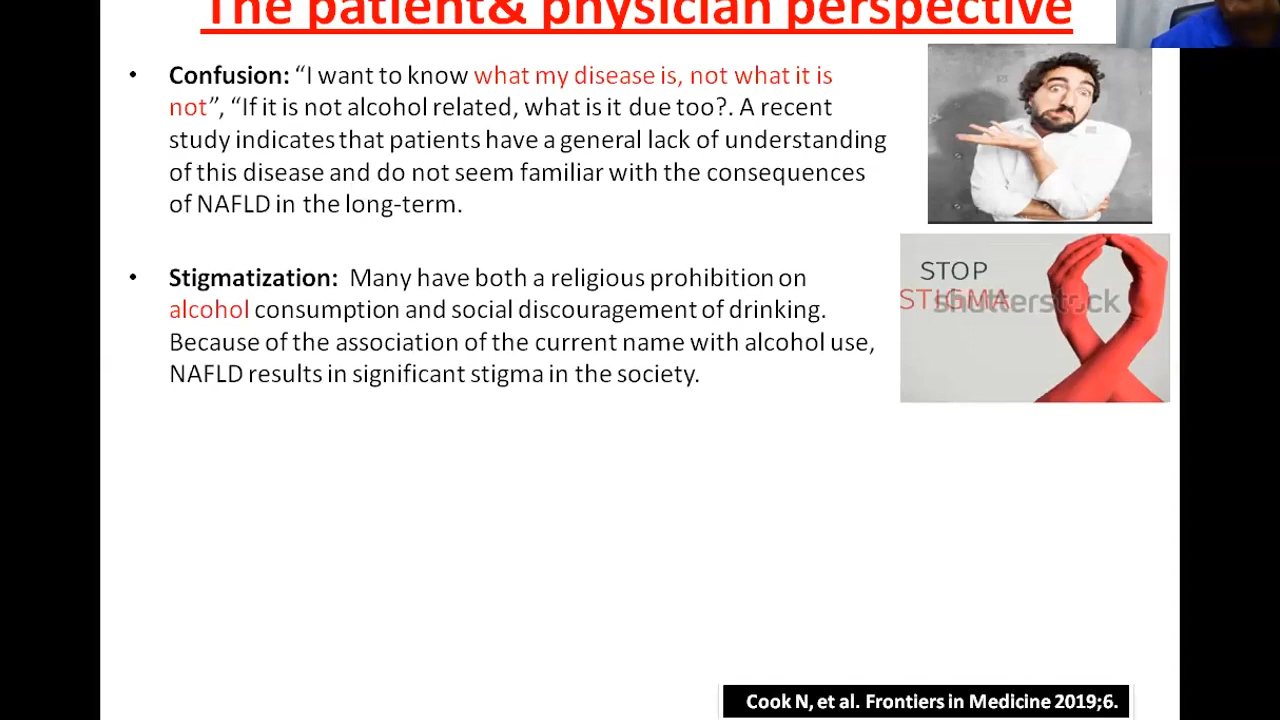 The patient& physician perspective
• Confusion: “I want to know what my disease is, not what it is
not”, “If it is not alcohol related, what is it due too?. A recent
study indicates that patients have a general lack of understanding
of this disease and do not seem familiar with the consequences
of NAFLD in the long-term.
• Stigmatization: Many have both a religious prohibition on
alcohol consumption and social discouragement of drinking.
Because of the association of the current name with alcohol use,
NAFLD results in significant stigma in the society.
STOP
STIGMA
shutterstock
Cook N, et al. Frontiers in Medicine 2019;6.